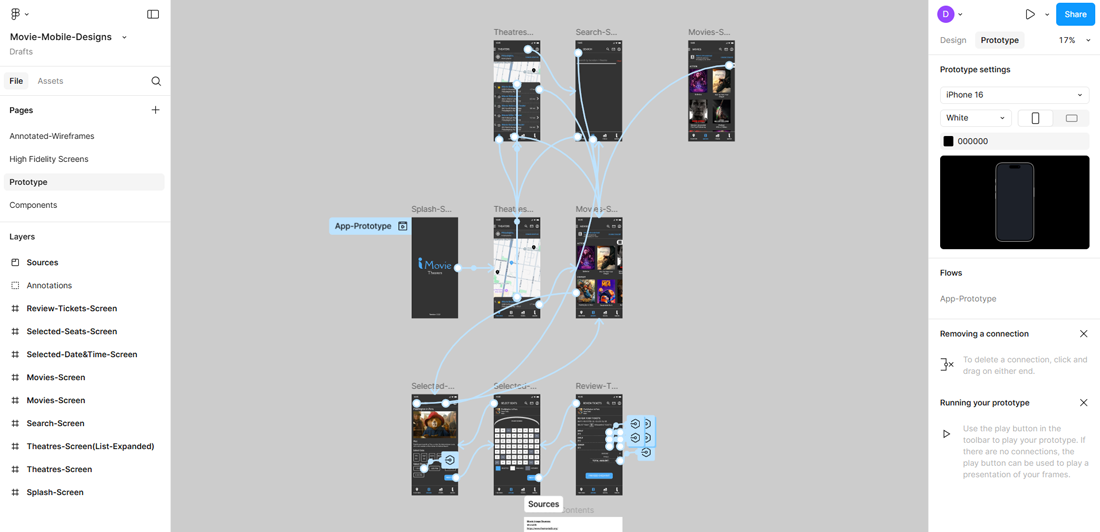 Movie-Mobile-Designs
Drafts
File
Assets
Pages
Annotated-Wireframes
High Fidelity Screens
Prototype
Components
Layers
Sources
Annotations
Review-Tickets-Screen
Selected-Seats-Screen
Selected-Date&Time-Screen
Movies-Screen
Movies-Screen
Search-Screen
Theatres-Screen(List-Expanded)
Theatres-Screen
Splash-Screen
Theatres...
Search-S...
Movies-S...
App-Prototype
Splash-S...
Theatres...
Movies-S...
iMovie
Theaters
Selected-...
Selected-...
Review-T...
Sources
D
Share
Design
Prototype
17%
Prototype settings
iPhone 16
White
000000
Flows
App-Prototype
Removing a connection
To delete a connection, click and
drag on either end.
Running your prototype
Use the play button in the
toolbar to play your prototype. If
there are no connections, the
play button can be used to play a
presentation of your frames.